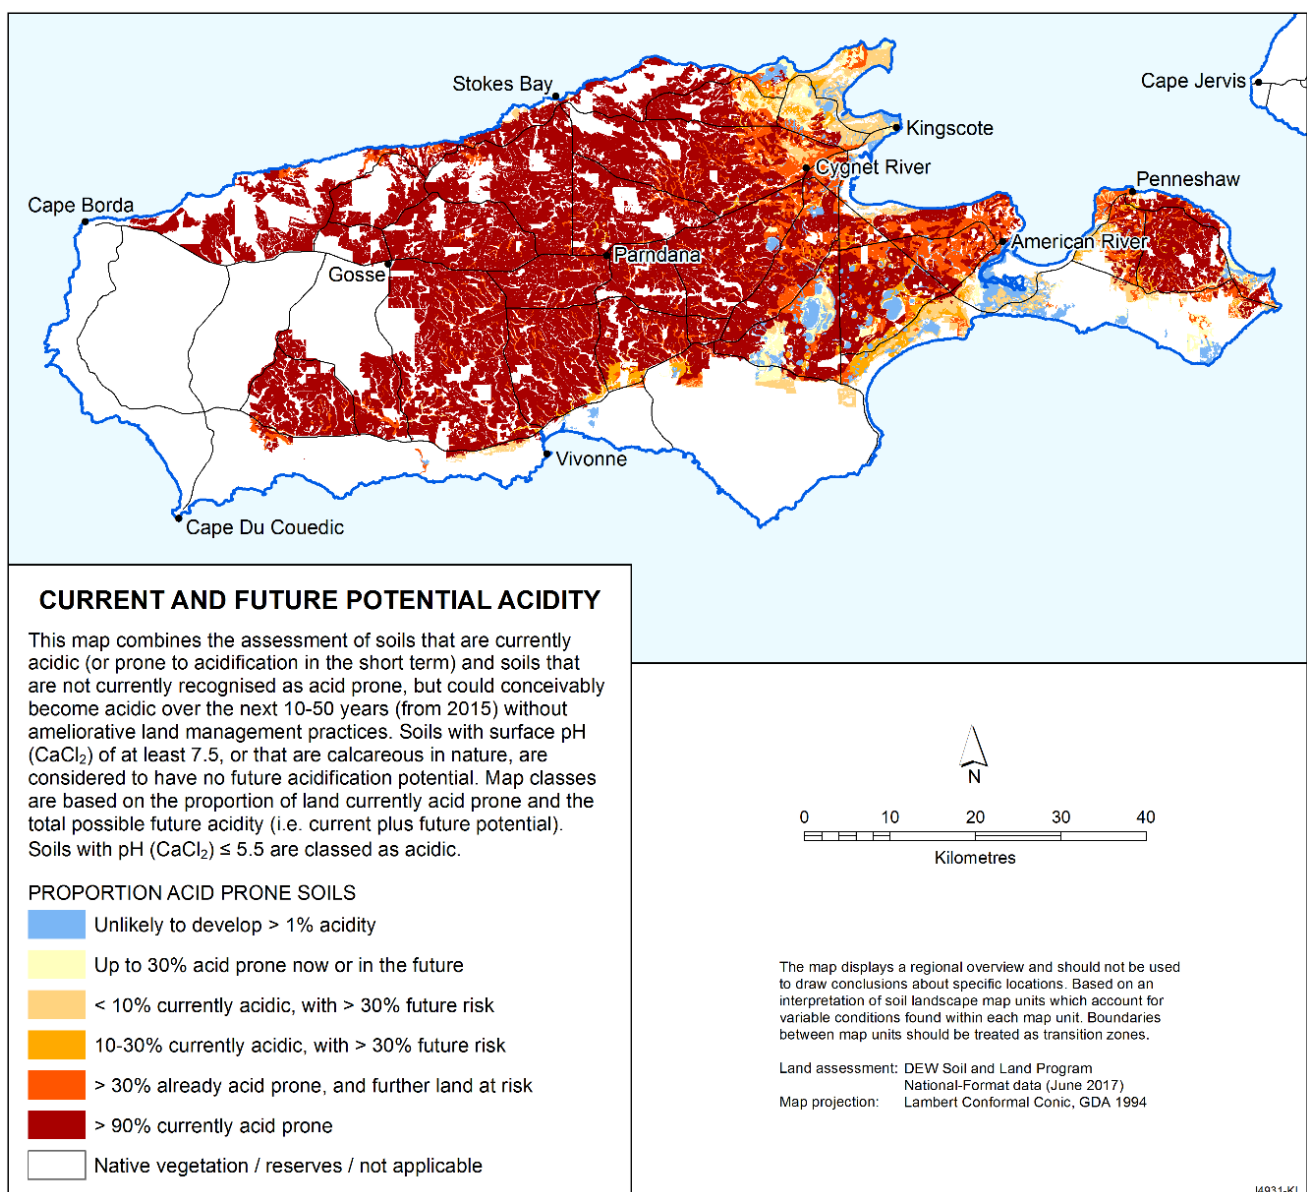 Stokes Bay
Cape Jervis
Kingscote
Cygnet River
Penneshaw
Cape Borda
American River
Parndana
Gosse
Vivonne
Cape Du Couedic
CURRENT AND FUTURE POTENTIAL ACIDITY
This map combines the assessment of soils that are currently
acidic (or prone to acidification in the short term) and soils that
are not currently recognised as acid prone, but could conceivably
become acidic over the next 10-50 years (from 2015) without
ameliorative land management practices. Soils with surface pH
(CaCl₂) of at least 7.5, or that are calcareous in nature, are
considered to have no future acidification potential. Map classes
are based on the proportion of land currently acid prone and the
total possible future acidity (i.e. current plus future potential).
Soils with pH (CaCl₂) ≤ 5.5 are classed as acidic.
PROPORTION ACID PRONE SOILS
Unlikely to develop > 1% acidity
Up to 30% acid prone now or in the future
< 10% currently acidic, with > 30% future risk
10-30% currently acidic, with > 30% future risk
> 30% already acid prone, and further land at risk
> 90% currently acid prone
Native vegetation / reserves / not applicable
N
0 10 20 30 40
Kilometres
The map displays a regional overview and should not be used
to draw conclusions about specific locations. Based on an
interpretation of soil landscape map units which account for
variable conditions found within each map unit. Boundaries
between map units should be treated as transition zones.
Land assessment: DEW Soil and Land Program
National-Format data (June 2017)
Map projection: Lambert Conformal Conic, GDA 1994